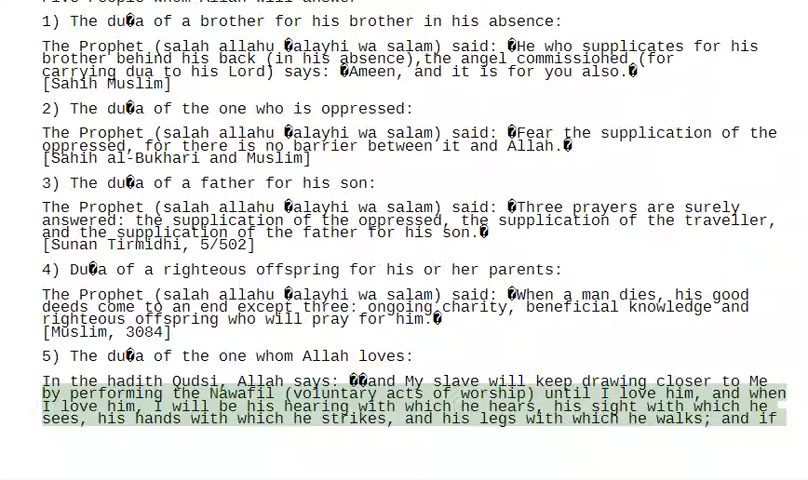 1) The du�a of a brother for his brother in his absence:
The Prophet (salah allahu �alayhi wa salam) said: �He who supplicates for his
brother behind his back (in his absence),the angel commissioned (for
carrying dua to his Lord) says: �Ameen, and it is for you also.�
[Sahih Muslim]
2) The du�a of the one who is oppressed:
The Prophet (salah allahu �alayhi wa salam) said: �Fear the supplication of the
oppressed, for there is no barrier between it and Allah.�
[Sahih al-Bukhari and Muslim]
3) The du�a of a father for his son:
The Prophet (salah allahu �alayhi wa salam) said: �Three prayers are surely
answered: the supplication of the oppressed, the supplication of the traveller,
and the supplication of the father for his son.�
[Sunan Tirmidhi, 5/502]
4) Du�a of a righteous offspring for his or her parents:
The Prophet (salah allahu �alayhi wa salam) said: �When a man dies, his good
deeds come to an end except three: ongoing charity, beneficial knowledge and
righteous offspring who will pray for him.�
[Muslim, 3084]
5) The du�a of the one whom Allah loves:
In the hadith Qudsi, Allah says: ��and My slave will keep drawing closer to Me
by performing the Nawafil (voluntary acts of worship) until I love him, and when
I love him, I will be his hearing with which he hears, his sight with which he
sees, his hands with which he strikes, and his legs with which he walks; and if